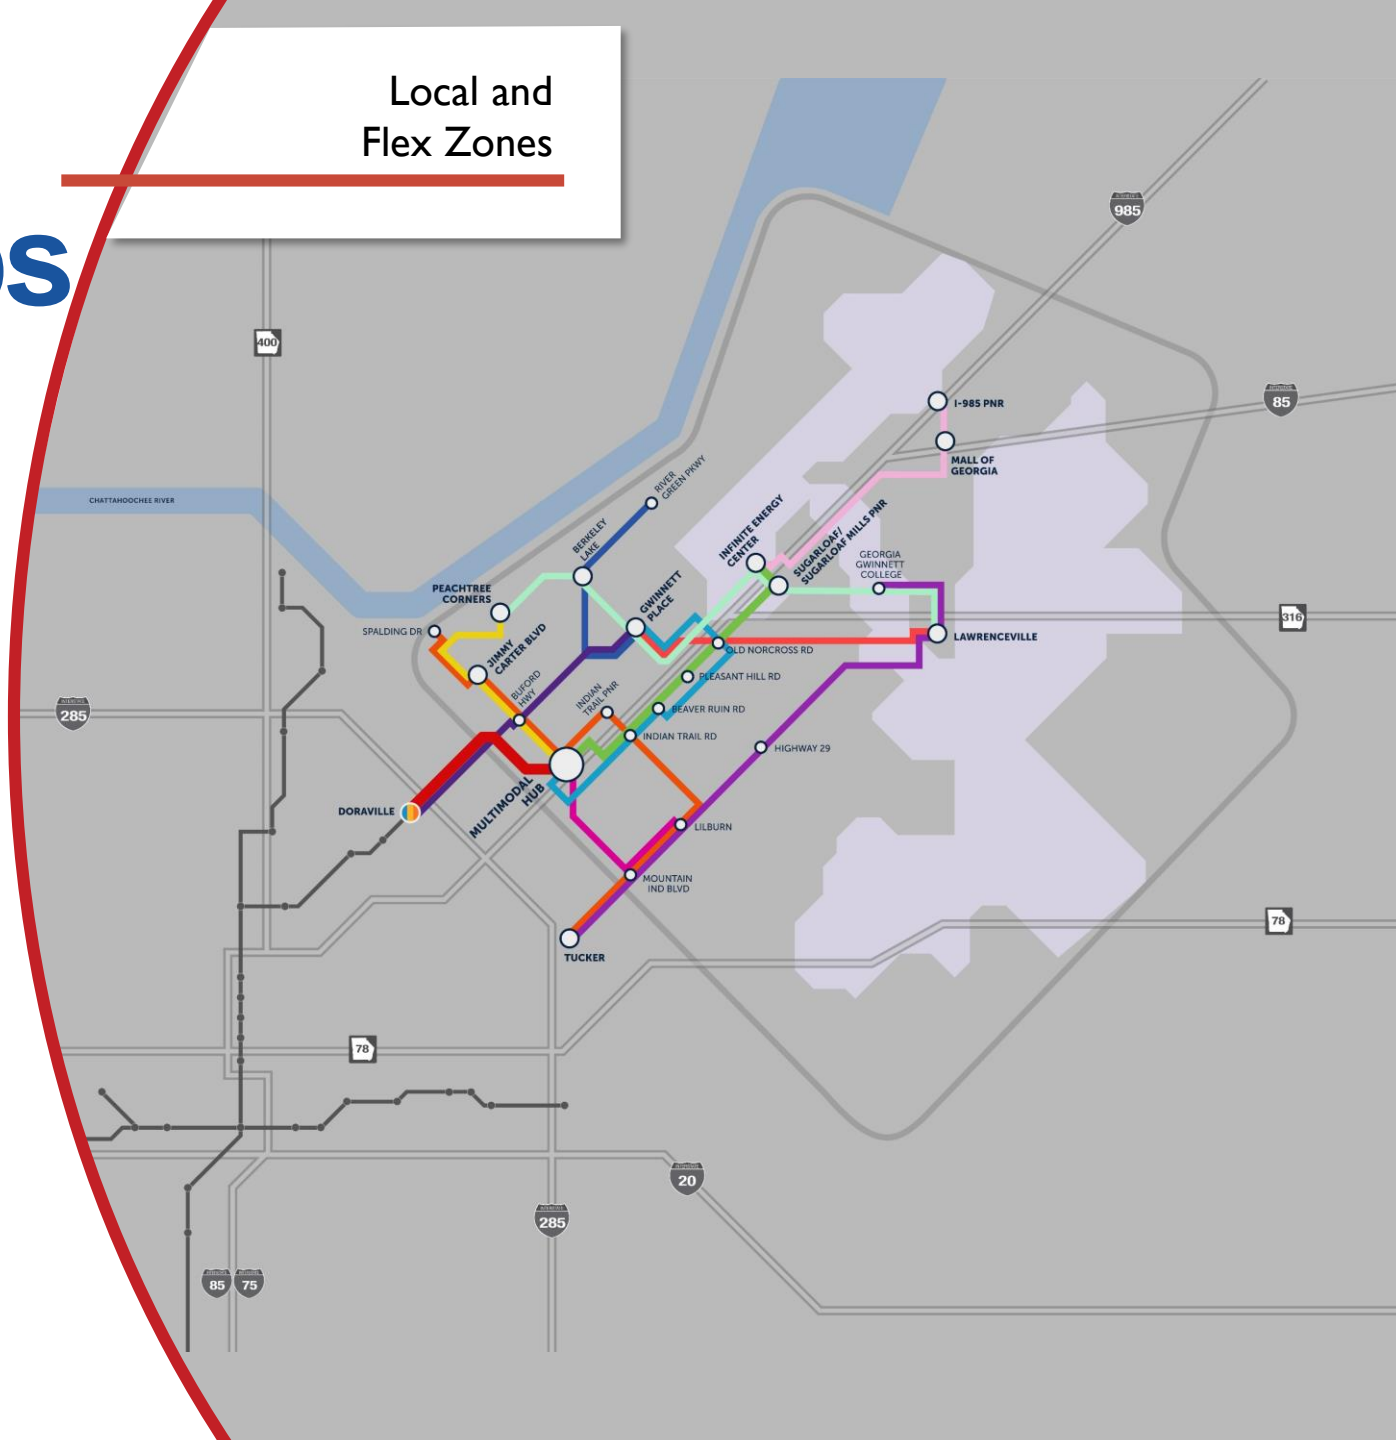 Local and
Flex Zones
os
985
400
I-985 PNR
85
MALL OF
GEORGIA
RIVER
GREEN PKWY
CHATTAHOOCHEE RIVER
INFINITE ENERGY
CENTER
SUGARLOAF/
SUGARLOAF MILLS PNR
BERKELEY
LAKE
GEORGIA
GWINNETT
COLLEGE
PEACHTREE
CORNERS
GWINNETT
PLACE
316
SPALDING DR
LAWRENCEVILLE
JIMMY
CARTER BLVD
OLD NORCROSS RD
PLEASANT HILL RD
BUFORD
HWY
INDIAN
TRAIL PNR
285
BEAVER RUIN RD
INDIAN TRAIL RD
HIGHWAY 29
MULTIMODAL
HUB
DORAVILLE
LILBURN
MOUNTAIN
IND BLVD
78
TUCKER
78
20
285
85
75